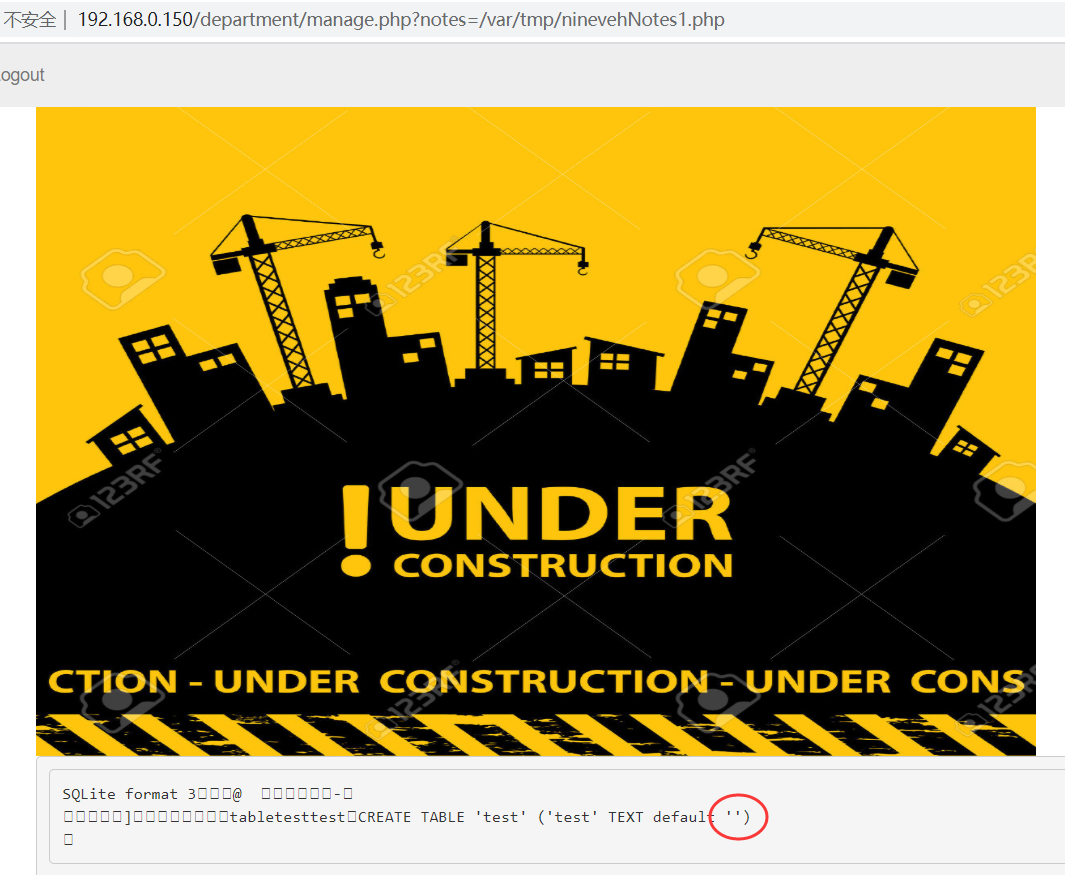 不安全 | 192.168.0.150/department/manage.php?notes=/var/tmp/ninevehNotes1.php
ogout
123RF
123RF
123RF
! UNDER
CONSTRUCTION
123RF
123RF
CTION - UNDER CONSTRUCTION - UNDER CONS
123RF
123RF
SQLite format 3□□□@ □□□□□□-□
□□□□□]□□□□□□□□tabletesttest□CREATE TABLE 'test' ('test' TEXT default '')
□